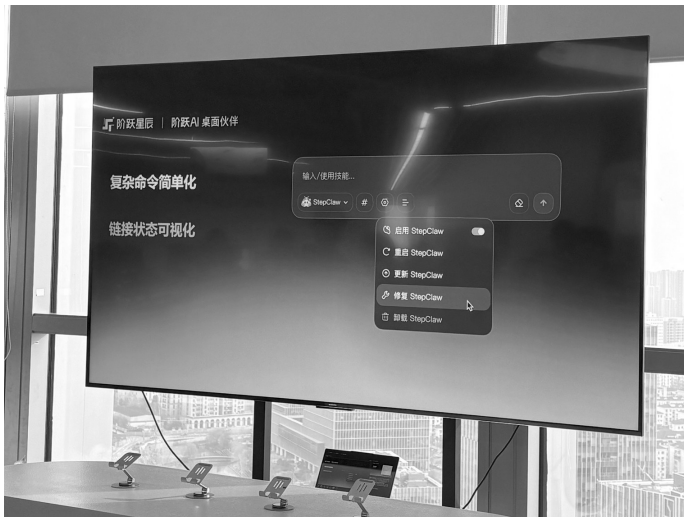 阶跃星辰 | 阶跃AI 桌面伙伴
复杂命令简单化
链接状态可视化
输入/使用技能...
StepClaw
启用 StepClaw
重启 StepClaw
更新 StepClaw
修复 StepClaw
卸载 StepClaw